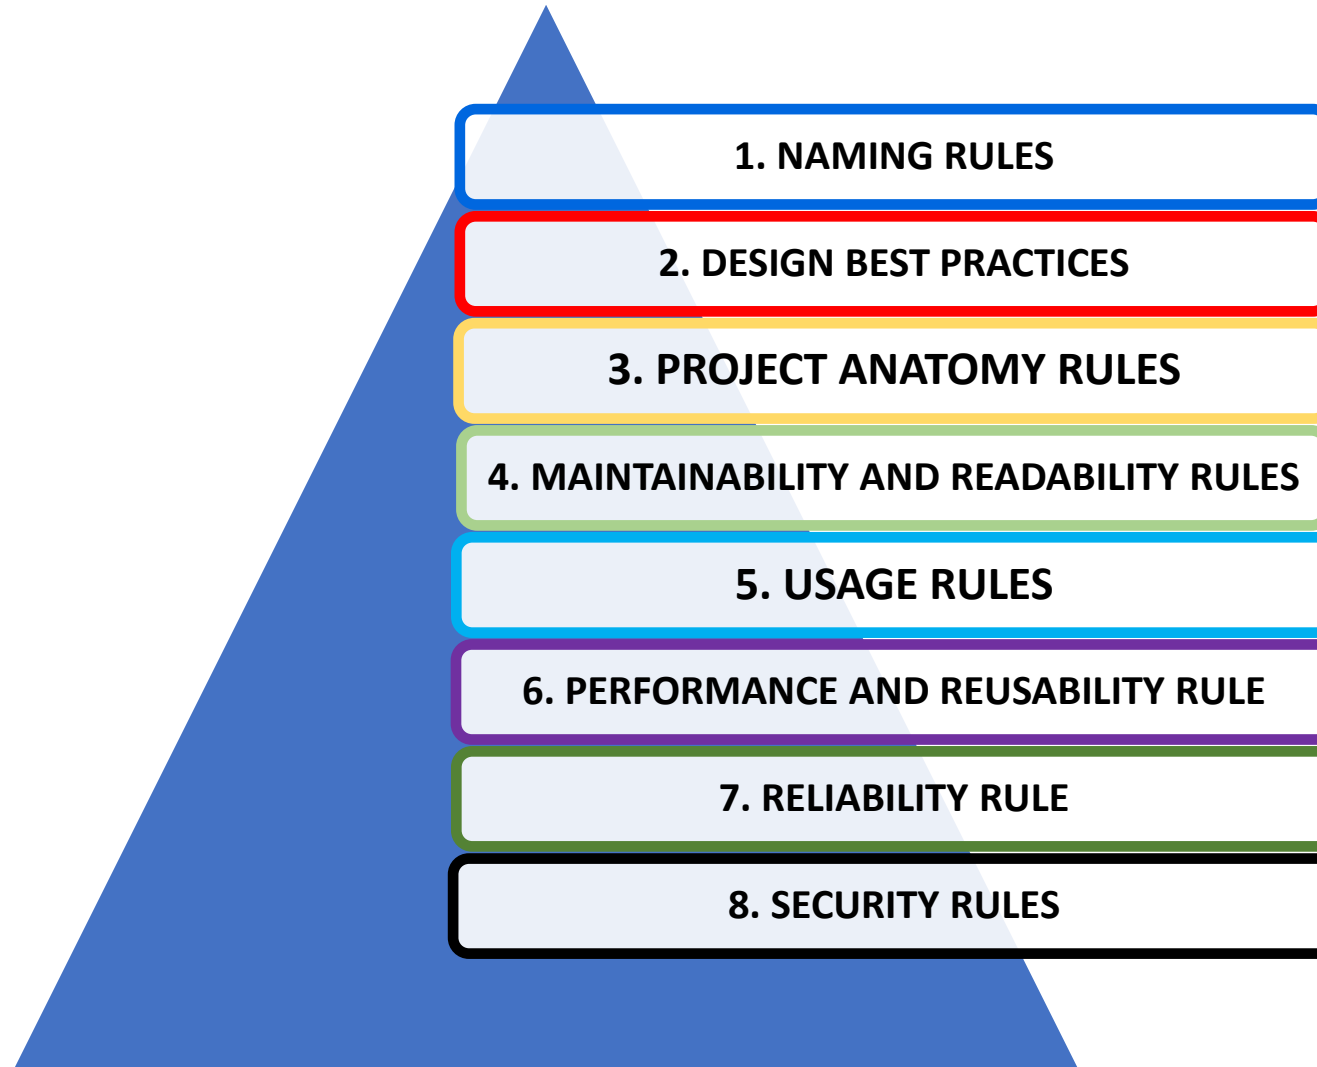 1. NAMING RULES
2. DESIGN BEST PRACTICES
3. PROJECT ANATOMY RULES
4. MAINTAINABILITY AND READABILITY RULES
5. USAGE RULES
6. PERFORMANCE AND REUSABILITY RULE
7. RELIABILITY RULE
8. SECURITY RULES